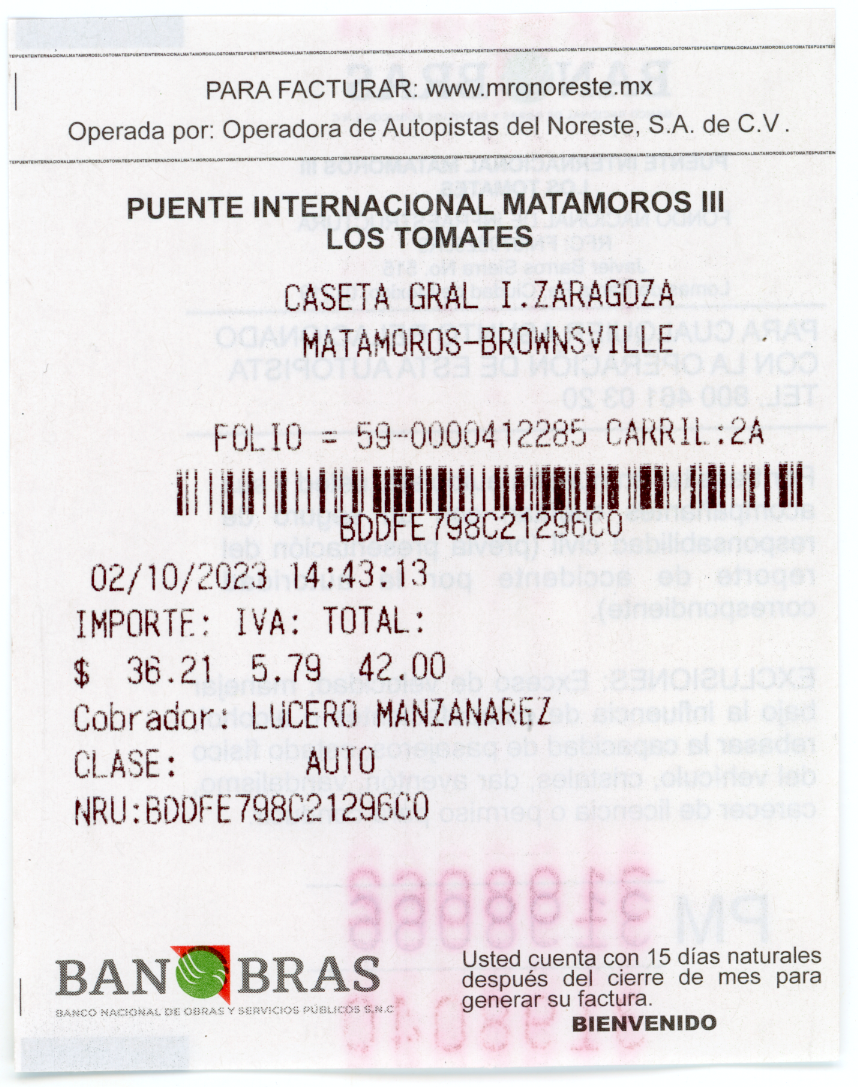 PARA FACTURAR: www.mronoreste.mx
Operada por: Operadora de Autopistas del Noreste, S.A. de C.V.
PUENTE INTERNACIONAL MATAMOROS III
LOS TOMATES
CASETA GRAL I.ZARAGOZA
MATAMOROS-BROWNSVILLE
FOLIO = 59-0000412285 CARRIL:2A
BDDFE798C21296C0
02/10/2023 14:43:13
IMPORTE: IVA: TOTAL:
$ 36.21 5.79 42.00
Cobrador: LUCERO MANZANAREZ
CLASE: AUTO
NRU:BDDFE798C21296C0
BANOBRAS
BANCO NACIONAL DE OBRAS Y SERVICIOS PÚBLICOS S.N.C
Usted cuenta con 15 días naturales
después del cierre de mes para
generar su factura.
BIENVENIDO